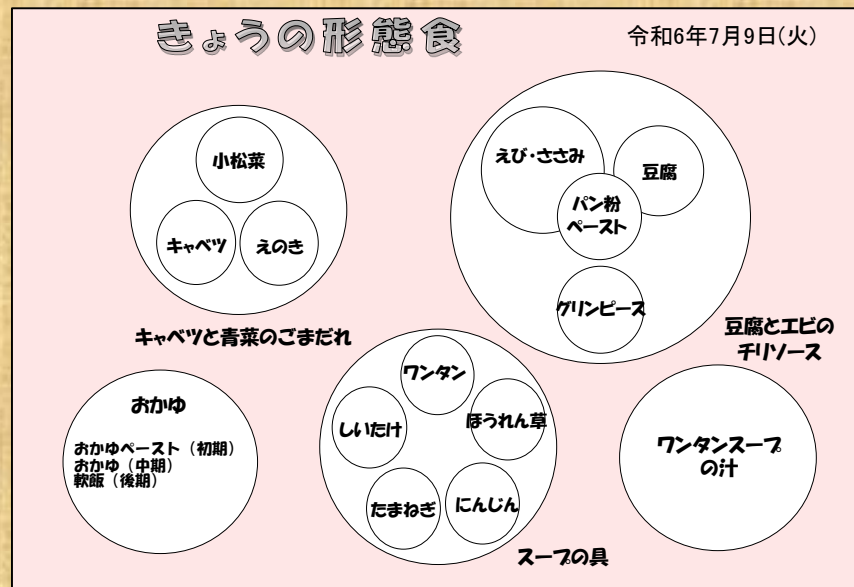 きょうの形態食
令和6年7月9日(火)
小松菜
キャベツ
えのき
キャベツと青菜のごまだれ
えび・ささみ
豆腐
パン粉
ペースト
グリンピース
豆腐とエビの
チリソース
おかゆ
おかゆペースト（初期）
おかゆ（中期）
軟飯（後期）
ワンタン
しいたけ
ほうれん草
たまねぎ
にんじん
スープの具
ワンタンスープ
の汁